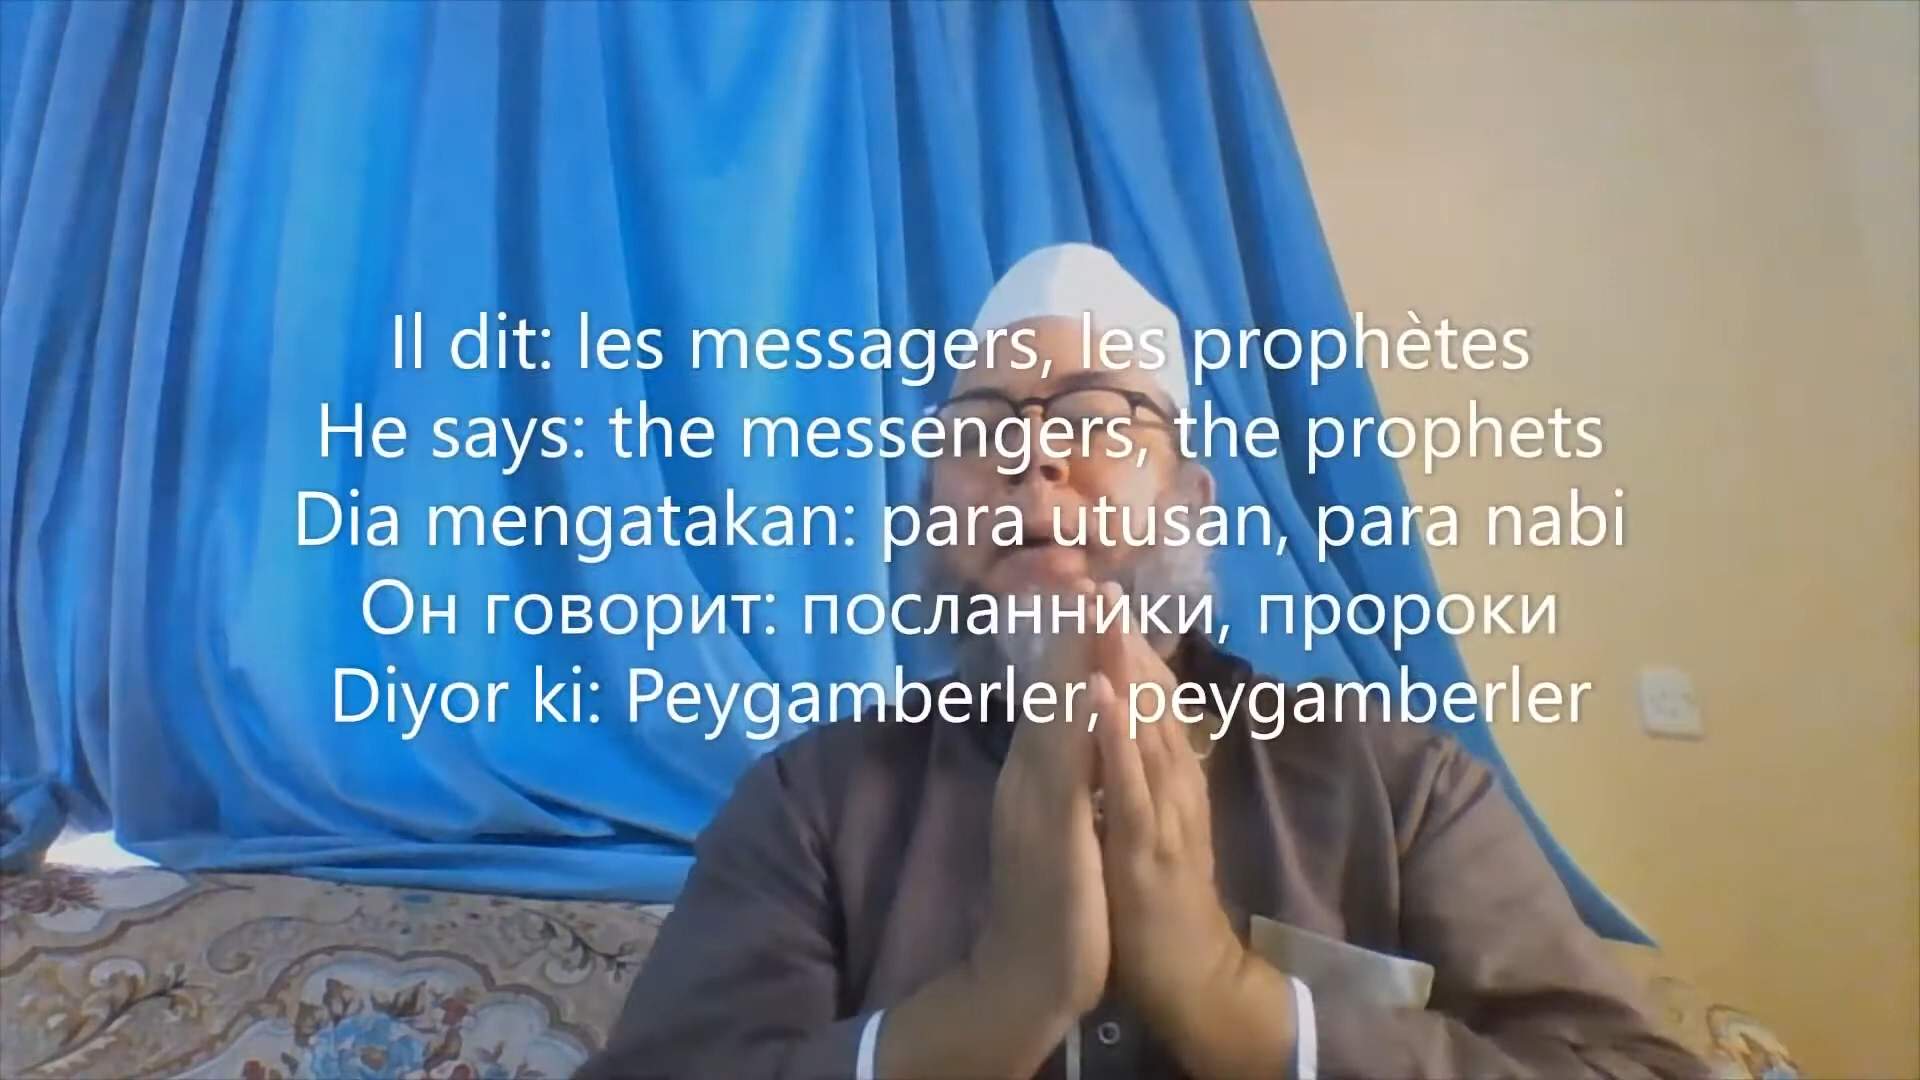 Il dit: les messagers, les prophètes
He says: the messengers, the prophets
Dia mengatakan: para utusan, para nabi
Он говорит: посланники, пророки
Diyor ki: Peygamberler, peygamberler